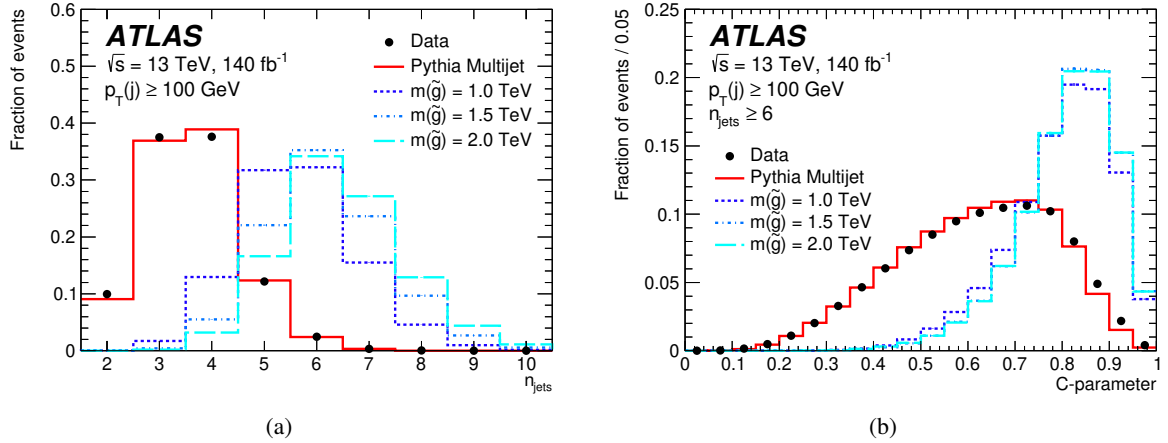 Fraction of events
0.6
0.5
0.4
0.3
0.2
0.1
0
ATLAS
√s = 13 TeV, 140 fb⁻¹
p_T(j) ≥ 100 GeV
Data
Pythia Multijet
m(g̃) = 1.0 TeV
m(g̃) = 1.5 TeV
m(g̃) = 2.0 TeV
2 3 4 5 6 7 8 9 10
n_jets
(a)
Fraction of events / 0.05
0.25
0.2
0.15
0.1
0.05
0
ATLAS
√s = 13 TeV, 140 fb⁻¹
p_T(j) ≥ 100 GeV
n_jets ≥ 6
Data
Pythia Multijet
m(g̃) = 1.0 TeV
m(g̃) = 1.5 TeV
m(g̃) = 2.0 TeV
0 0.1 0.2 0.3 0.4 0.5 0.6 0.7 0.8 0.9 1
C-parameter
(b)